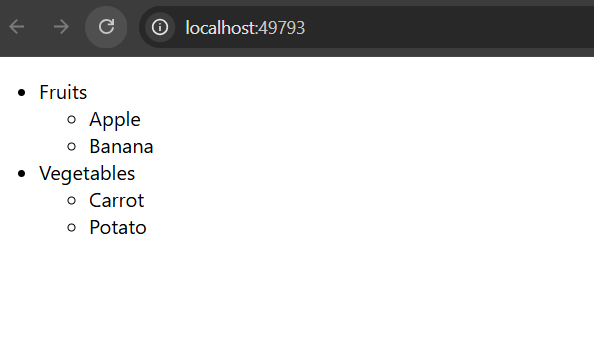 localhost:49793
Fruits
Apple
Banana
Vegetables
Carrot
Potato